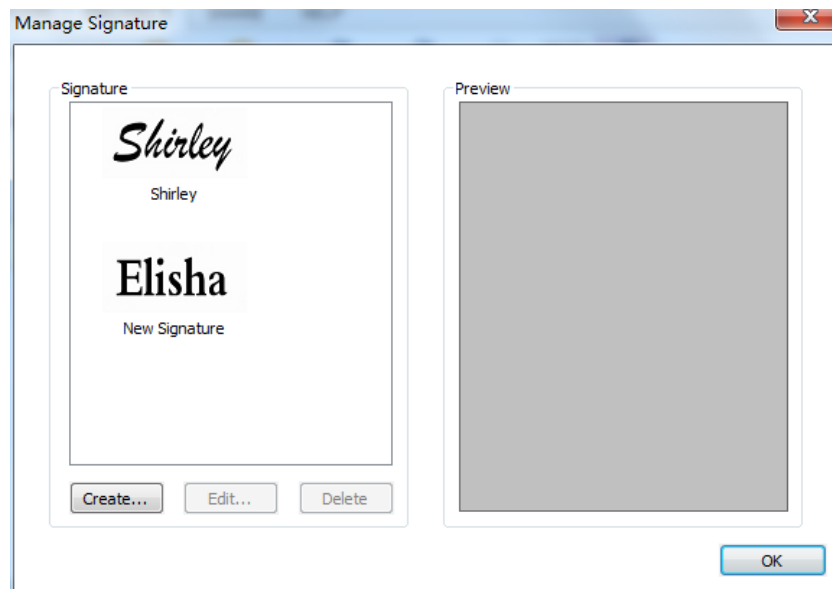 Manage Signature
Signature
Shirley
Shirley
Elisha
New Signature
Create...
Edit...
Delete
Preview
OK